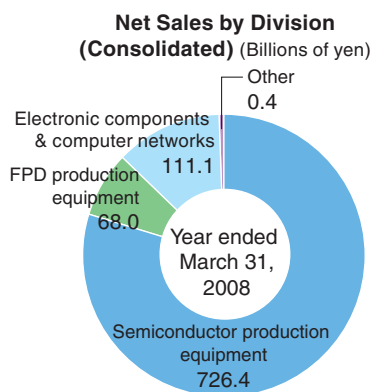 Net Sales by Division
(Consolidated) (Billions of yen)
Other
0.4
Electronic components
& computer networks
111.1
FPD production
equipment
68.0
Year ended
March 31,
2008
Semiconductor production
equipment
726.4